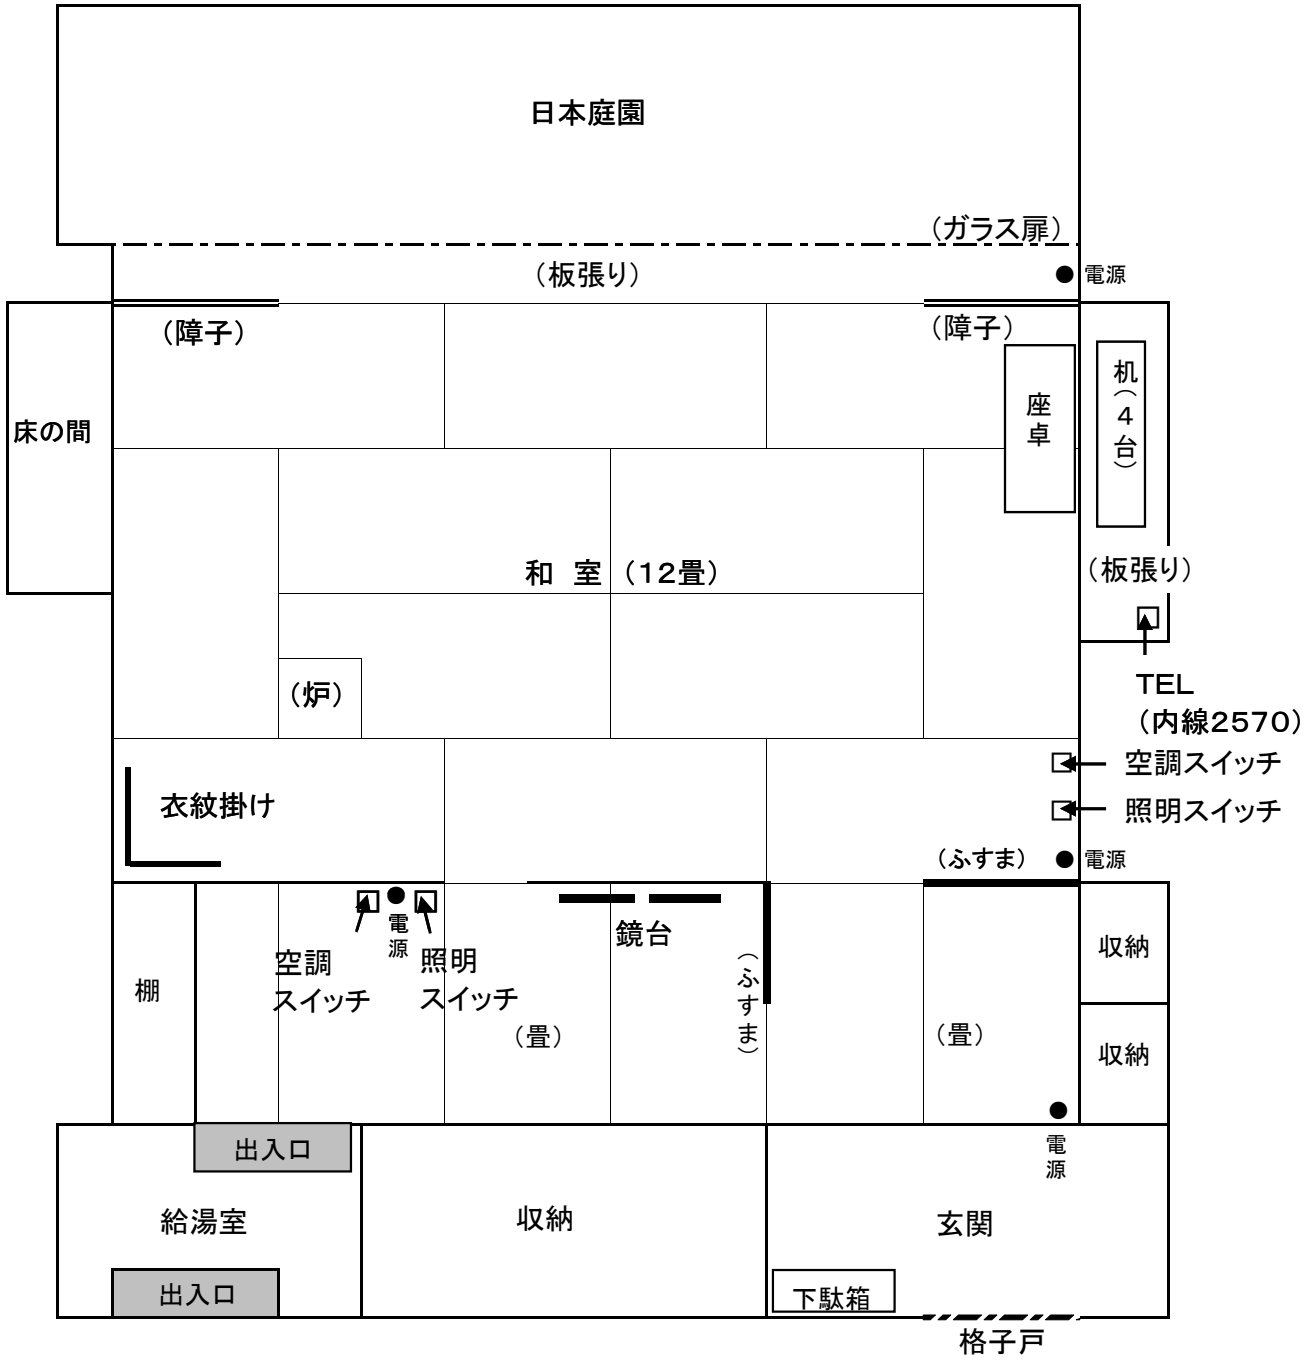 日本庭園
（ガラス扉）
（板張り）
電源
（障子）
（障子）
机（４台）
座卓
床の間
和　室　（１２畳）
（板張り）
（炉）
TEL
（内線2570）
空調スイッチ
衣紋掛け
照明スイッチ
（ふすま）
電源
電源
鏡台
空調
スイッチ
照明
スイッチ
（ふすま）
収納
棚
（畳）
（畳）
収納
出入口
電源
給湯室
収納
玄関
出入口
下駄箱
格子戸